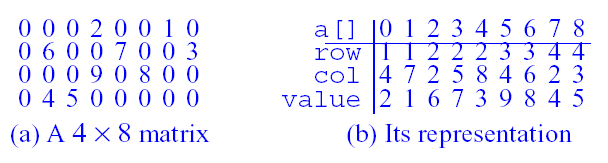 0 0 0 2 0 0 1 0
0 6 0 0 7 0 0 3
0 0 0 9 0 8 0 0
0 4 5 0 0 0 0 0
(a) A 4 × 8 matrix
a[] 0 1 2 3 4 5 6 7 8
row 1 1 2 2 2 3 3 4 4
col 4 7 2 5 8 4 6 2 3
value 2 1 6 7 3 9 8 4 5
(b) Its representation